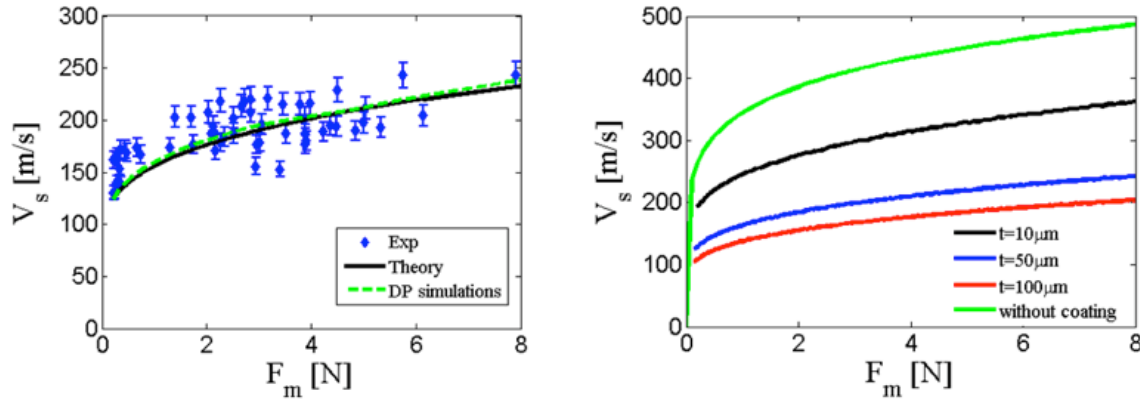 300
250
200
150
100
50
0
V_s [m/s]
0 2 4 6 8
F_m [N]
Exp
Theory
DP simulations
500
400
300
200
100
0
V_s [m/s]
0 2 4 6 8
F_m [N]
t=10μm
t=50μm
t=100μm
without coating